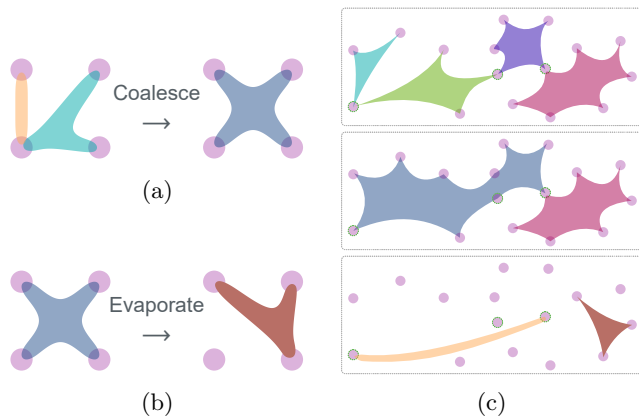 Coalesce
→
(a)
Evaporate
→
(b)
(c)